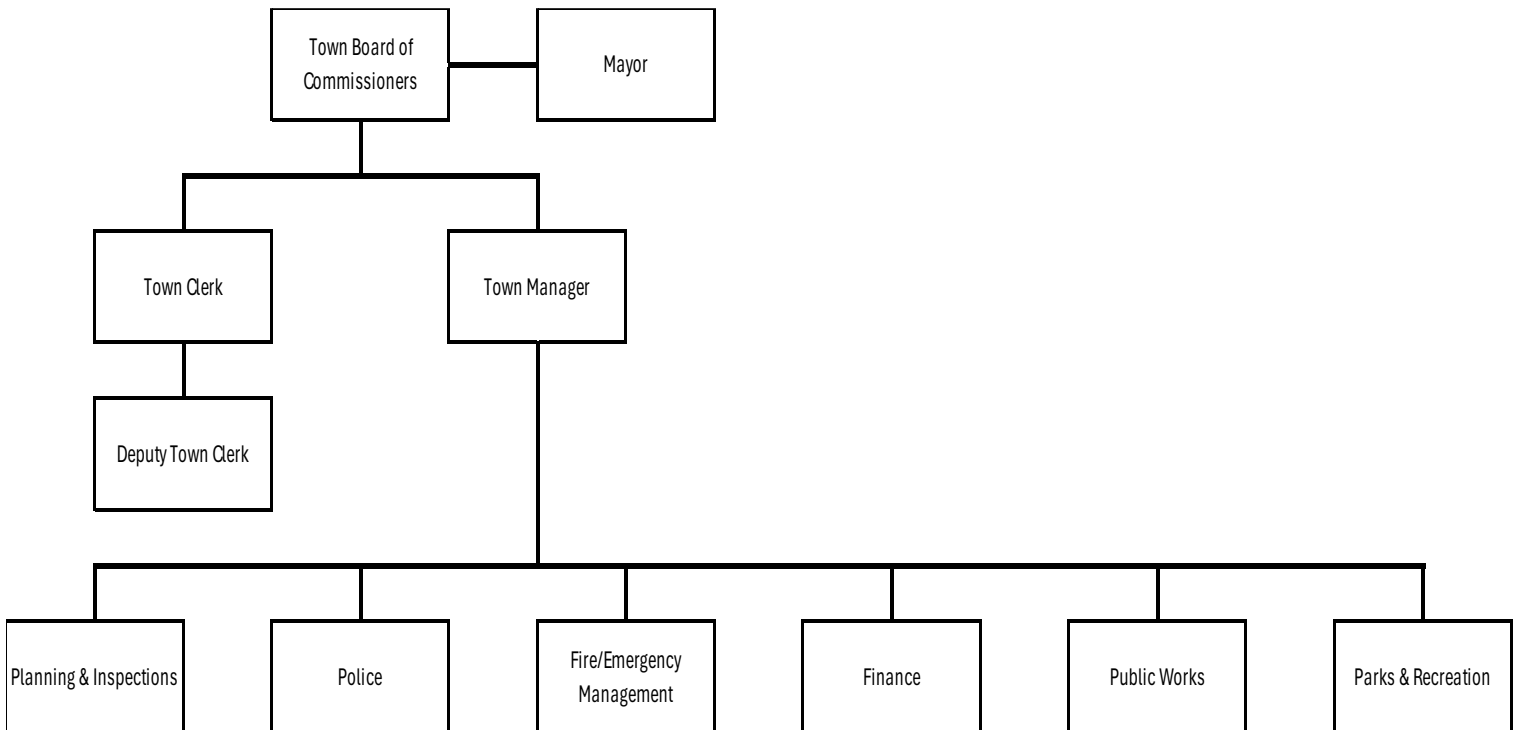 Town Board of
Commissioners
Mayor
Town Clerk
Town Manager
Deputy Town Clerk
Planning & Inspections
Police
Fire/Emergency
Management
Finance
Public Works
Parks & Recreation